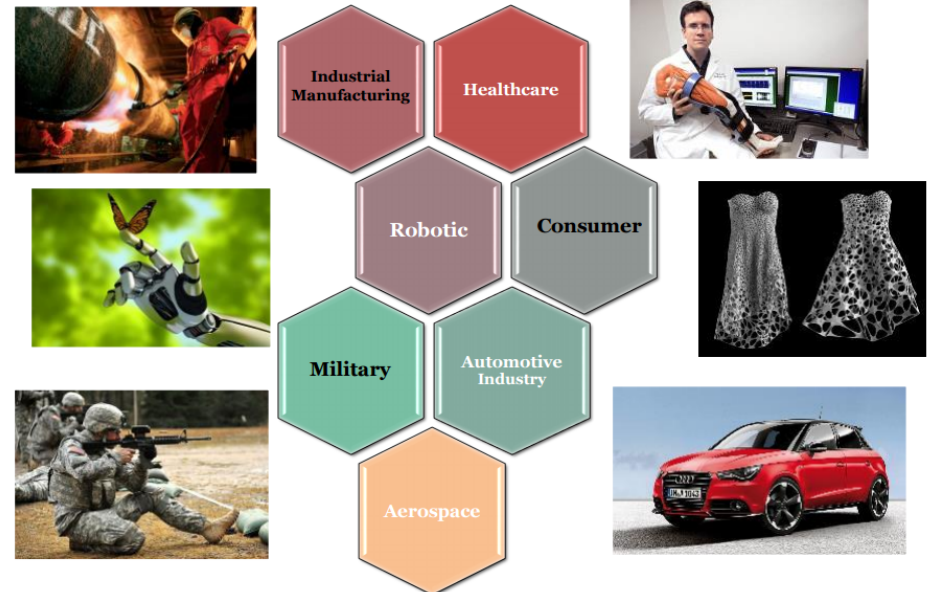 Industrial
Manufacturing
Healthcare
Robotic
Consumer
Military
Automotive
Industry
Aerospace